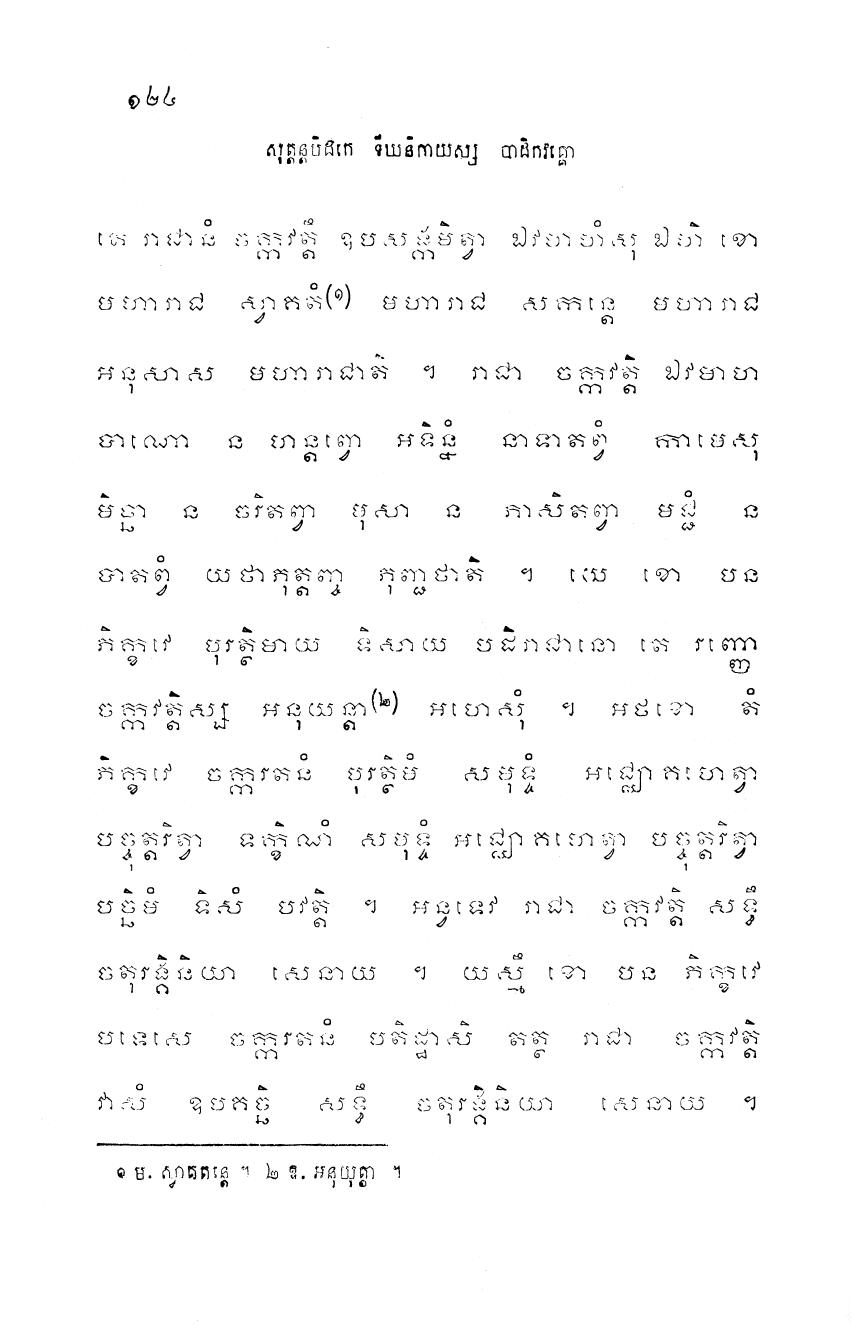 ១២៤
សុត្តន្តបិដកេ ទីឃនិកាយស្ស បាដិកវគ្គោ
តេ រាជានំ ចក្កវត្តឹ ឧបសង្កមិត្វា ឯវមាហំសុ ឯហិ ខោ
មហារាជ ស្វាគតំ(១) មហារាជ សកន្តេ មហារាជ
អនុសាស មហារាជាតិ ។ រាជា ចក្កវត្តិ ឯវមាហ
បាណោ ន ហន្តព្វោ អទិន្នំ នាទាតព្វំ កាមេសុ
មិច្ឆា ន ចរិតព្វា មុសា ន ភាសិតព្វា មជ្ជំ ន
បាតព្វំ យថាភុត្តញ្ច ភុញ្ជថាតិ ។ យេ ខោ បន
ភិក្ខវេ បុរត្ថិមាយ ទិសាយ បដិរាជានោ តេ រញ្ញោ
ចក្កវត្តិស្ស អនុយន្តា(២) អហេសុំ ។ អថខោ តំ
ភិក្ខវេ ចក្ករតនំ បុរត្ថិមំ សមុទ្ទំ អជ្ឈោគហេត្វា
បច្ចុត្តរិត្វា ទក្ខិណំ សមុទ្ទំ អជ្ឈោគហេត្វា បច្ចុត្តរិត្វា
បច្ឆិមំ ទិសំ បវត្តិ ។ អន្វទេវ រាជា ចក្កវត្តិ សទ្ធឹ
ចតុរង្គិនិយា សេនាយ ។ យស្មឹ ខោ បន ភិក្ខវេ
បទេសេ ចក្ករតនំ បតិដ្ឋាសិ តត្ថ រាជា ចក្កវត្តិ
វាសំ ឧបគច្ឆិ សទ្ធឹ ចតុរង្គិនិយា សេនាយ ។
១ ម. ស្វាគតន្តេ ។ ២ ឱ. អនុយុត្តា ។